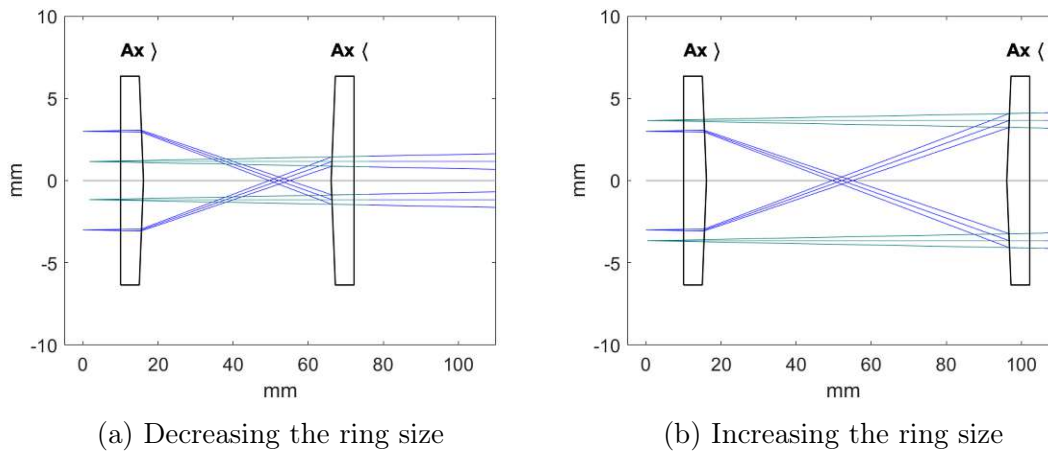 10
Ax ⟩
Ax ⟨
5
mm
0
-5
-10
0
20
40
60
80
100
mm
(a) Decreasing the ring size
10
Ax ⟩
Ax ⟨
5
mm
0
-5
-10
0
20
40
60
80
100
mm
(b) Increasing the ring size